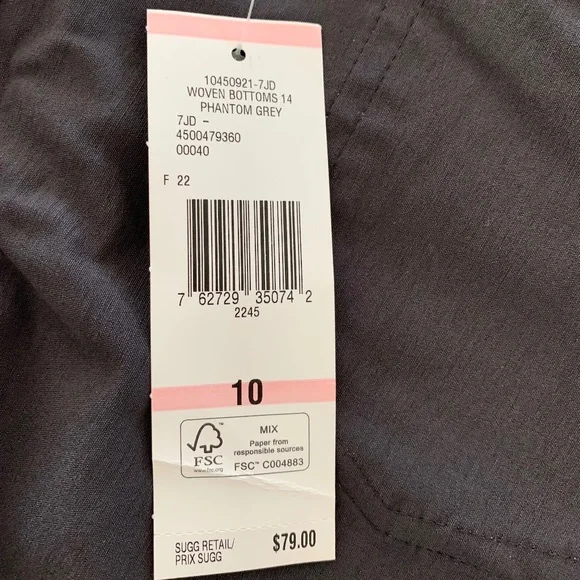 10450921-7JD
WOVEN BOTTOMS 14
PHANTOM GREY
7JD -
4500479360
00040
F 22
7 62729 35074 2
2245
10
FSC
www.fsc.org
MIX
Paper from
responsible sources
FSC™ C004883
SUGG RETAIL/
PRIX SUGG
$79.00